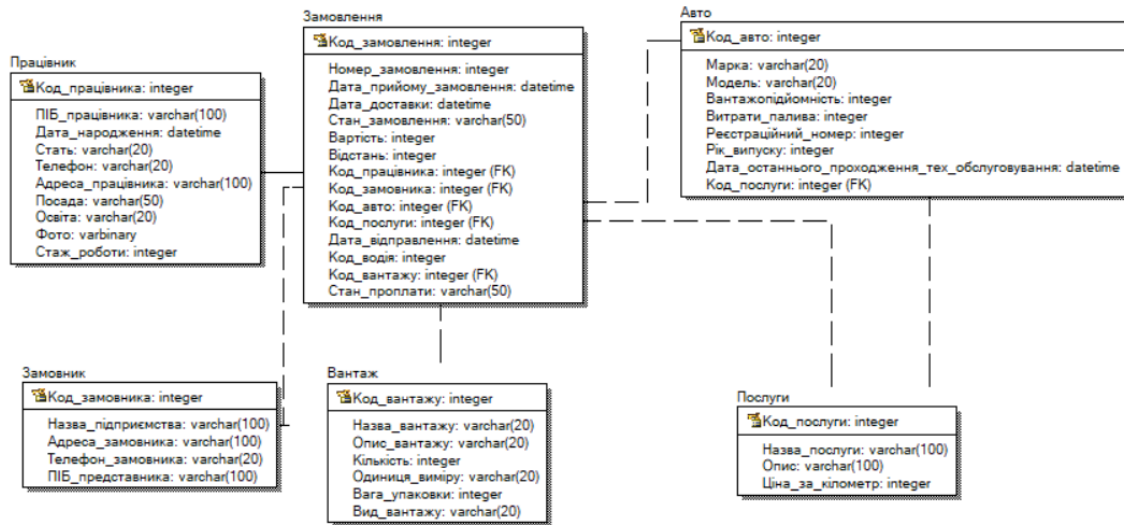 Працівник
Код_працівника: integer
ПІБ_працівника: varchar(100)
Дата_народження: datetime
Стать: varchar(20)
Телефон: varchar(20)
Адреса_працівника: varchar(100)
Посада: varchar(50)
Освіта: varchar(20)
Фото: varbinary
Стаж_роботи: integer
Замовлення
Код_замовлення: integer
Номер_замовлення: integer
Дата_прийому_замовлення: datetime
Дата_доставки: datetime
Стан_замовлення: varchar(50)
Вартість: integer
Відстань: integer
Код_працівника: integer (FK)
Код_замовника: integer (FK)
Код_авто: integer (FK)
Код_послуги: integer (FK)
Дата_відправлення: datetime
Код_водія: integer
Код_вантажу: integer (FK)
Стан_проплати: varchar(50)
Авто
Код_авто: integer
Марка: varchar(20)
Модель: varchar(20)
Вантажопідйомність: integer
Витрати_палива: integer
Реєстраційний_номер: integer
Рік_випуску: integer
Дата_останнього_проходження_тех_обслуговування: datetime
Код_послуги: integer (FK)
Замовник
Код_замовника: integer
Назва_підприємства: varchar(100)
Адреса_замовника: varchar(100)
Телефон_замовника: varchar(20)
ПІБ_представника: varchar(100)
Вантаж
Код_вантажу: integer
Назва_вантажу: varchar(20)
Опис_вантажу: varchar(20)
Кількість: integer
Одиниця_виміру: varchar(20)
Вага_упаковки: integer
Вид_вантажу: varchar(20)
Послуги
Код_послуги: integer
Назва_послуги: varchar(100)
Опис: varchar(100)
Ціна_за_кілометр: integer